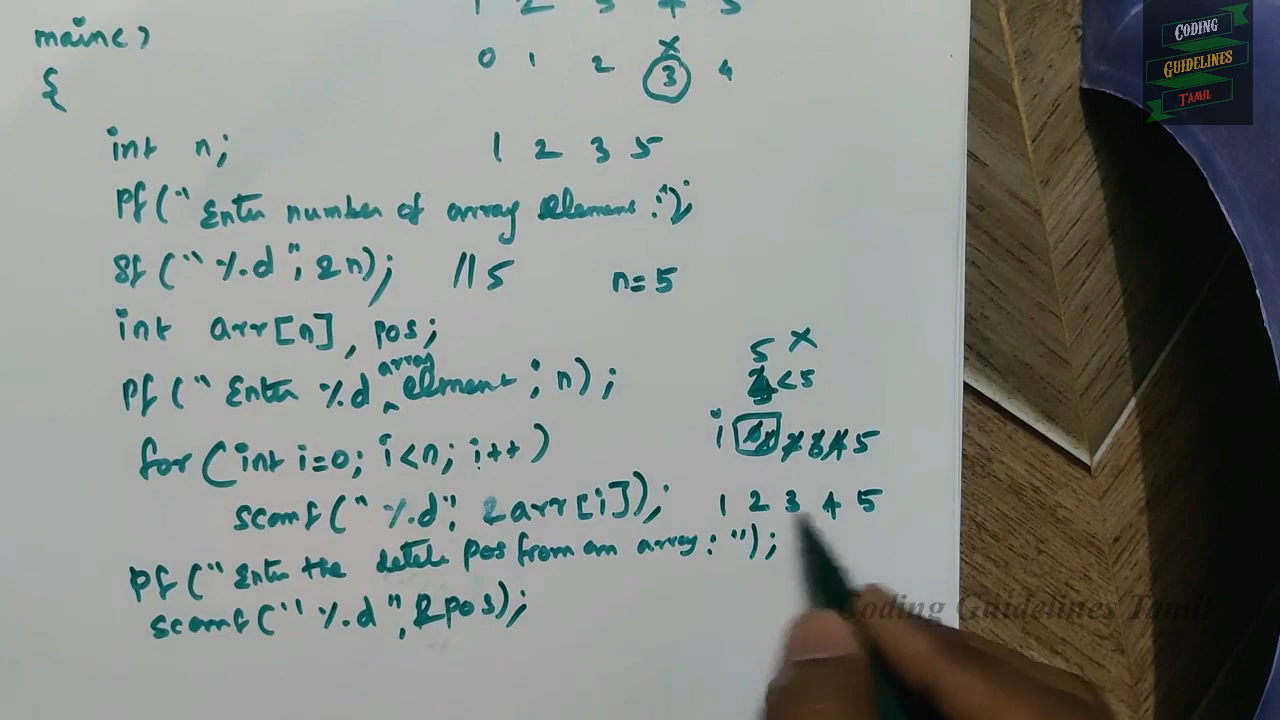 1 2 3 4 5
main()
0 1 2 3 4
{
int n; 1 2 3 5
Pf("Enter number of array element:");
Sf("%d", &n); //5 n=5
int arr[n], pos;
5 x
array
Pf("Enter %d element; n); <5
for(int i=0; i<n; i++) i 5
scanf("%d", &arr[i]); 1 2 3 4 5
Pf("Enter the delete pos from an array: ");
scanf("%d", &pos);
CODING
GUIDELINES
TAMIL
Coding Guidelines Tamil